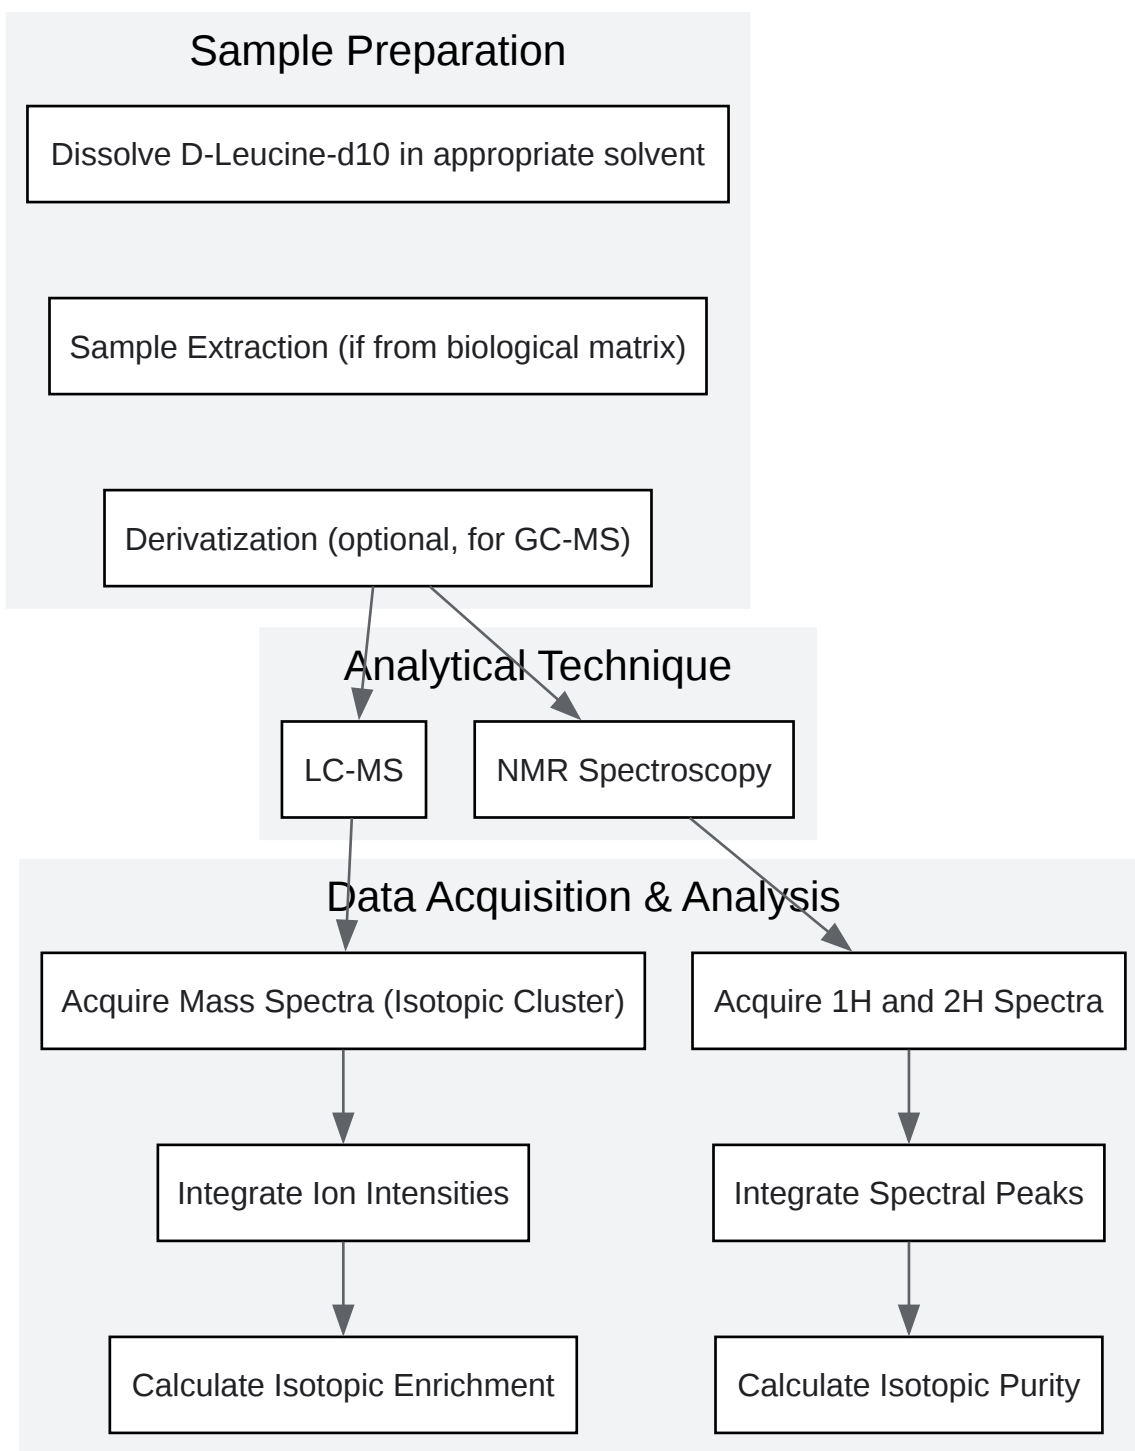 Sample Preparation
Dissolve D-Leucine-d10 in appropriate solvent
Sample Extraction (if from biological matrix)
Derivatization (optional, for GC-MS)
Analytical Technique
LC-MS
NMR Spectroscopy
Data Acquisition & Analysis
Acquire Mass Spectra (Isotopic Cluster)
Acquire 1H and 2H Spectra
Integrate Ion Intensities
Integrate Spectral Peaks
Calculate Isotopic Enrichment
Calculate Isotopic Purity